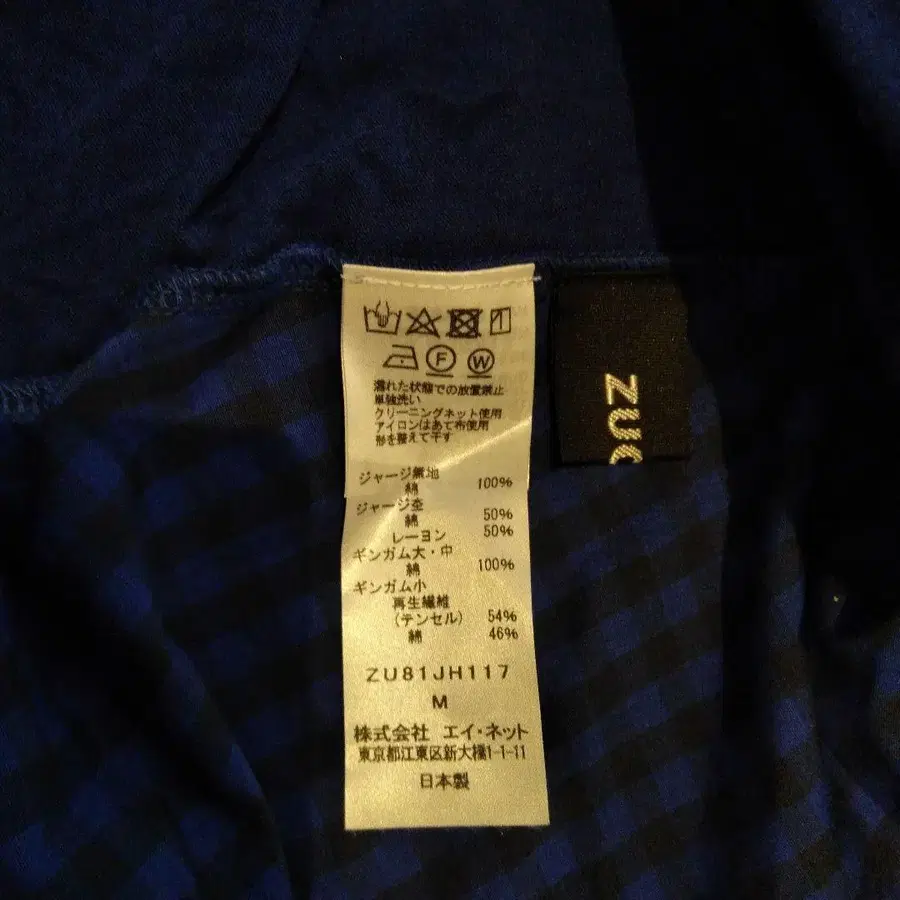 F W
濡れた状態での放置禁止
単独洗い
クリーニングネット使用
アイロンはあて布使用
形を整えて干す
ジャージ無地
綿 100%
ジャージ杢
綿 50%
レーヨン 50%
ギンガム大・中
綿 100%
ギンガム小
再生繊維
(テンセル) 54%
綿 46%
ZU81JH117
M
株式会社 エイ・ネット
東京都江東区新大橋1-1-11
日本製
ZUC